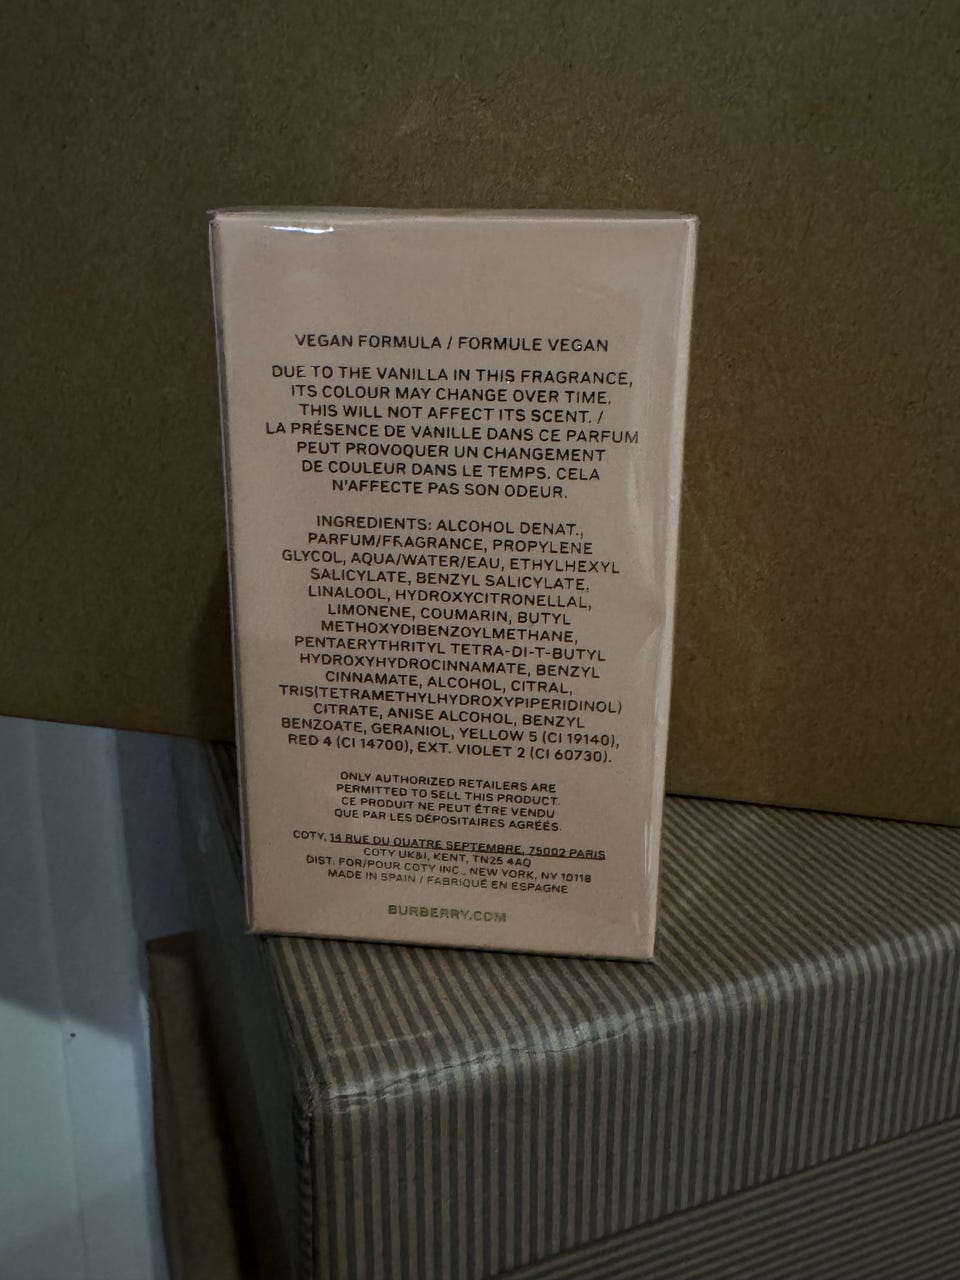 VEGAN FORMULA / FORMULE VEGAN
DUE TO THE VANILLA IN THIS FRAGRANCE,
ITS COLOUR MAY CHANGE OVER TIME.
THIS WILL NOT AFFECT ITS SCENT. /
LA PRÉSENCE DE VANILLE DANS CE PARFUM
PEUT PROVOQUER UN CHANGEMENT
DE COULEUR DANS LE TEMPS. CELA
N'AFFECTE PAS SON ODEUR.
INGREDIENTS: ALCOHOL DENAT.,
PARFUM/FRAGRANCE, PROPYLENE
GLYCOL, AQUA/WATER/EAU, ETHYLHEXYL
SALICYLATE, BENZYL SALICYLATE,
LINALOOL, HYDROXYCITRONELLAL,
LIMONENE, COUMARIN, BUTYL
METHOXYDIBENZOYLMETHANE,
PENTAERYTHRITYL TETRA-DI-T-BUTYL
HYDROXYHYDROCINNAMATE, BENZYL
CINNAMATE, ALCOHOL, CITRAL,
TRIS(TETRAMETHYLHYDROXYPIPERIDINOL)
CITRATE, ANISE ALCOHOL, BENZYL
BENZOATE, GERANIOL, YELLOW 5 (CI 19140),
RED 4 (CI 14700), EXT. VIOLET 2 (CI 60730).
ONLY AUTHORIZED RETAILERS ARE
PERMITTED TO SELL THIS PRODUCT.
CE PRODUIT NE PEUT ÊTRE VENDU
QUE PAR LES DÉPOSITAIRES AGRÉÉS.
COTY, 14 RUE DU QUATRE SEPTEMBRE, 75002 PARIS
COTY UK&I, KENT, TN25 4AQ
DIST. FOR/POUR COTY INC., NEW YORK, NY 10118
MADE IN SPAIN / FABRIQUÉ EN ESPAGNE
BURBERRY.COM